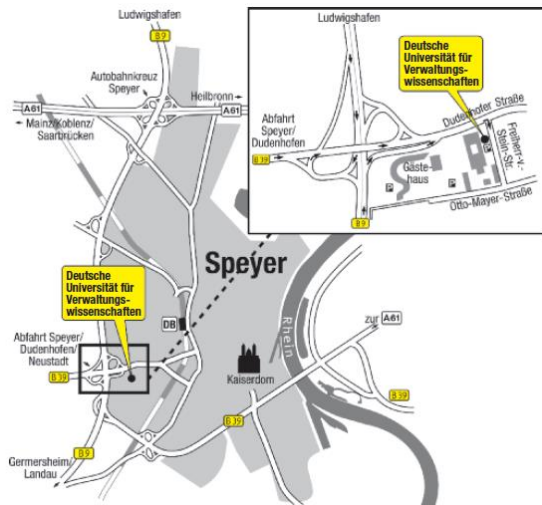 Ludwigshafen
B9
Autobahnkreuz
Speyer
Heilbronn
A61
A61
Mainz/Koblenz/
Saarbrücken
Ludwigshafen
Deutsche
Universität für
Verwaltungs-
wissenschaften
Abfahrt
Speyer/
Dudenhofen
B39
Dudenhofer Straße
Freiherr-v.-
Stein-Str.
Gäste-
haus
P
P
P
Otto-Mayer-Straße
B9
Speyer
Deutsche
Universität für
Verwaltungs-
wissenschaften
DB
Rhein
zur
A61
Abfahrt Speyer/
Dudenhofen/
Neustadt
B39
Kaiserdom
B39
B39
B9
Germersheim/
Landau